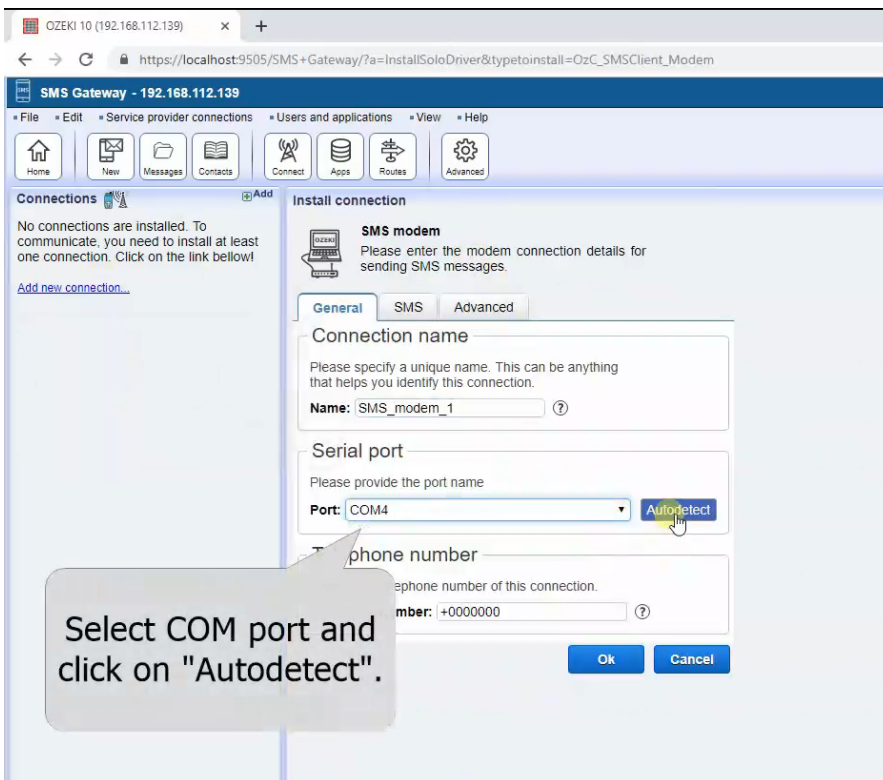 OZEKI 10 (192.168.112.139)
https://localhost:9505/SMS+Gateway/?a=InstallSoloDriver&typetoinstall=OzC_SMSClient_Modem
SMS
SMS Gateway - 192.168.112.139
File Edit Service provider connections Users and applications View Help
Home New Messages Contacts Connect Apps Routes Advanced
Connections Add
No connections are installed. To
communicate, you need to install at least
one connection. Click on the link bellow!
Add new connection...
Install connection
OZEKI
SMS modem
Please enter the modem connection details for
sending SMS messages.
General SMS Advanced
Connection name
Please specify a unique name. This can be anything
that helps you identify this connection.
Name: SMS_modem_1
Serial port
Please provide the port name
Port: COM4 Autodetect
phone number
ephone number of this connection.
mber: +0000000
Ok Cancel
Select COM port and
click on "Autodetect".